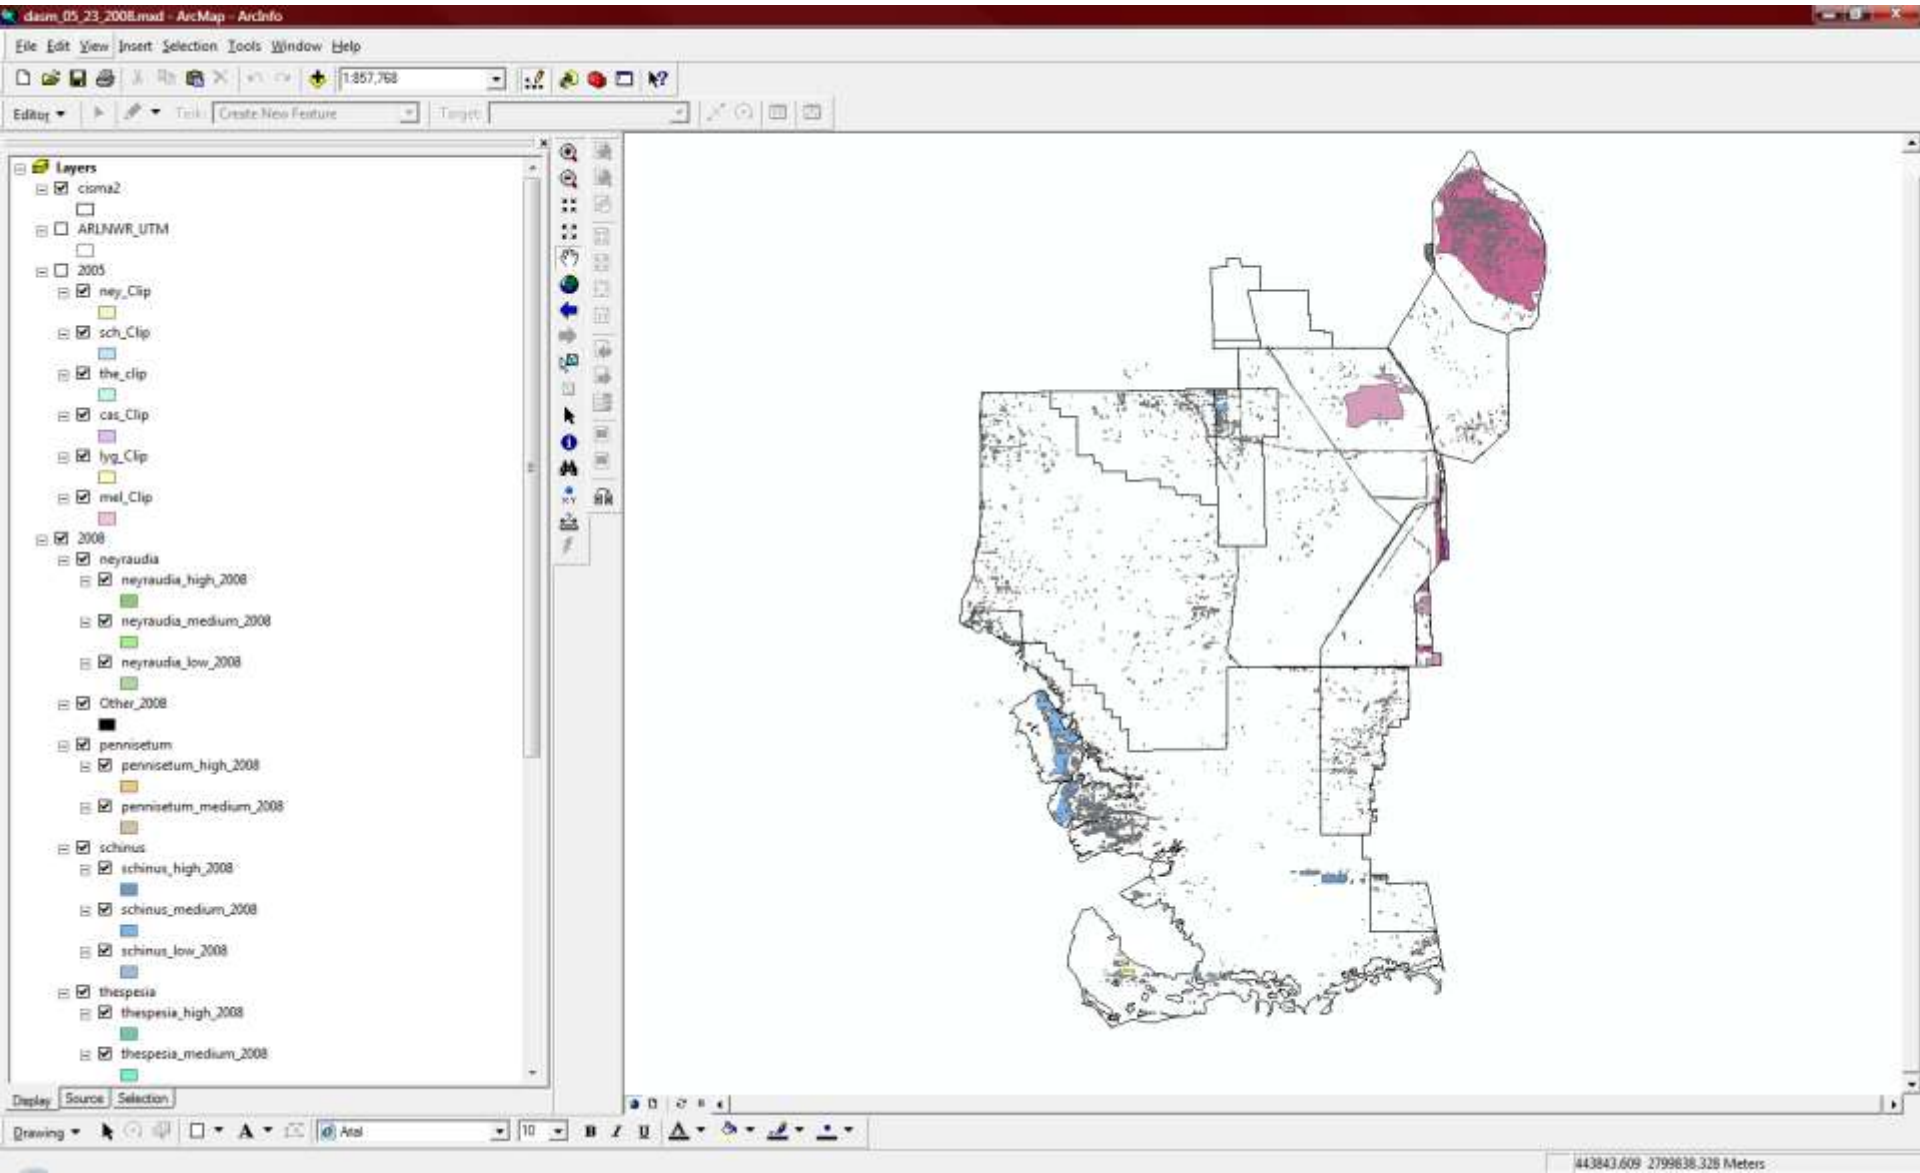 dasm_05_23_2008.mxd - ArcMap - ArcInfo
File Edit View Insert Selection Tools Window Help
1:857,768
Editor Task: Create New Feature Target:
Layers
cisma2
ARLNWR_UTM
2005
ney_Clip
sch_Clip
the_clip
cas_Clip
lyg_Clip
mel_Clip
2008
neyraudia
neyraudia_high_2008
neyraudia_medium_2008
neyraudia_low_2008
Other_2008
pennisetum
pennisetum_high_2008
pennisetum_medium_2008
schinus
schinus_high_2008
schinus_medium_2008
schinus_low_2008
thespesia
thespesia_high_2008
thespesia_medium_2008
Display Source Selection
Drawing A Arial 10 B I U A
443843.609 2799838.328 Meters